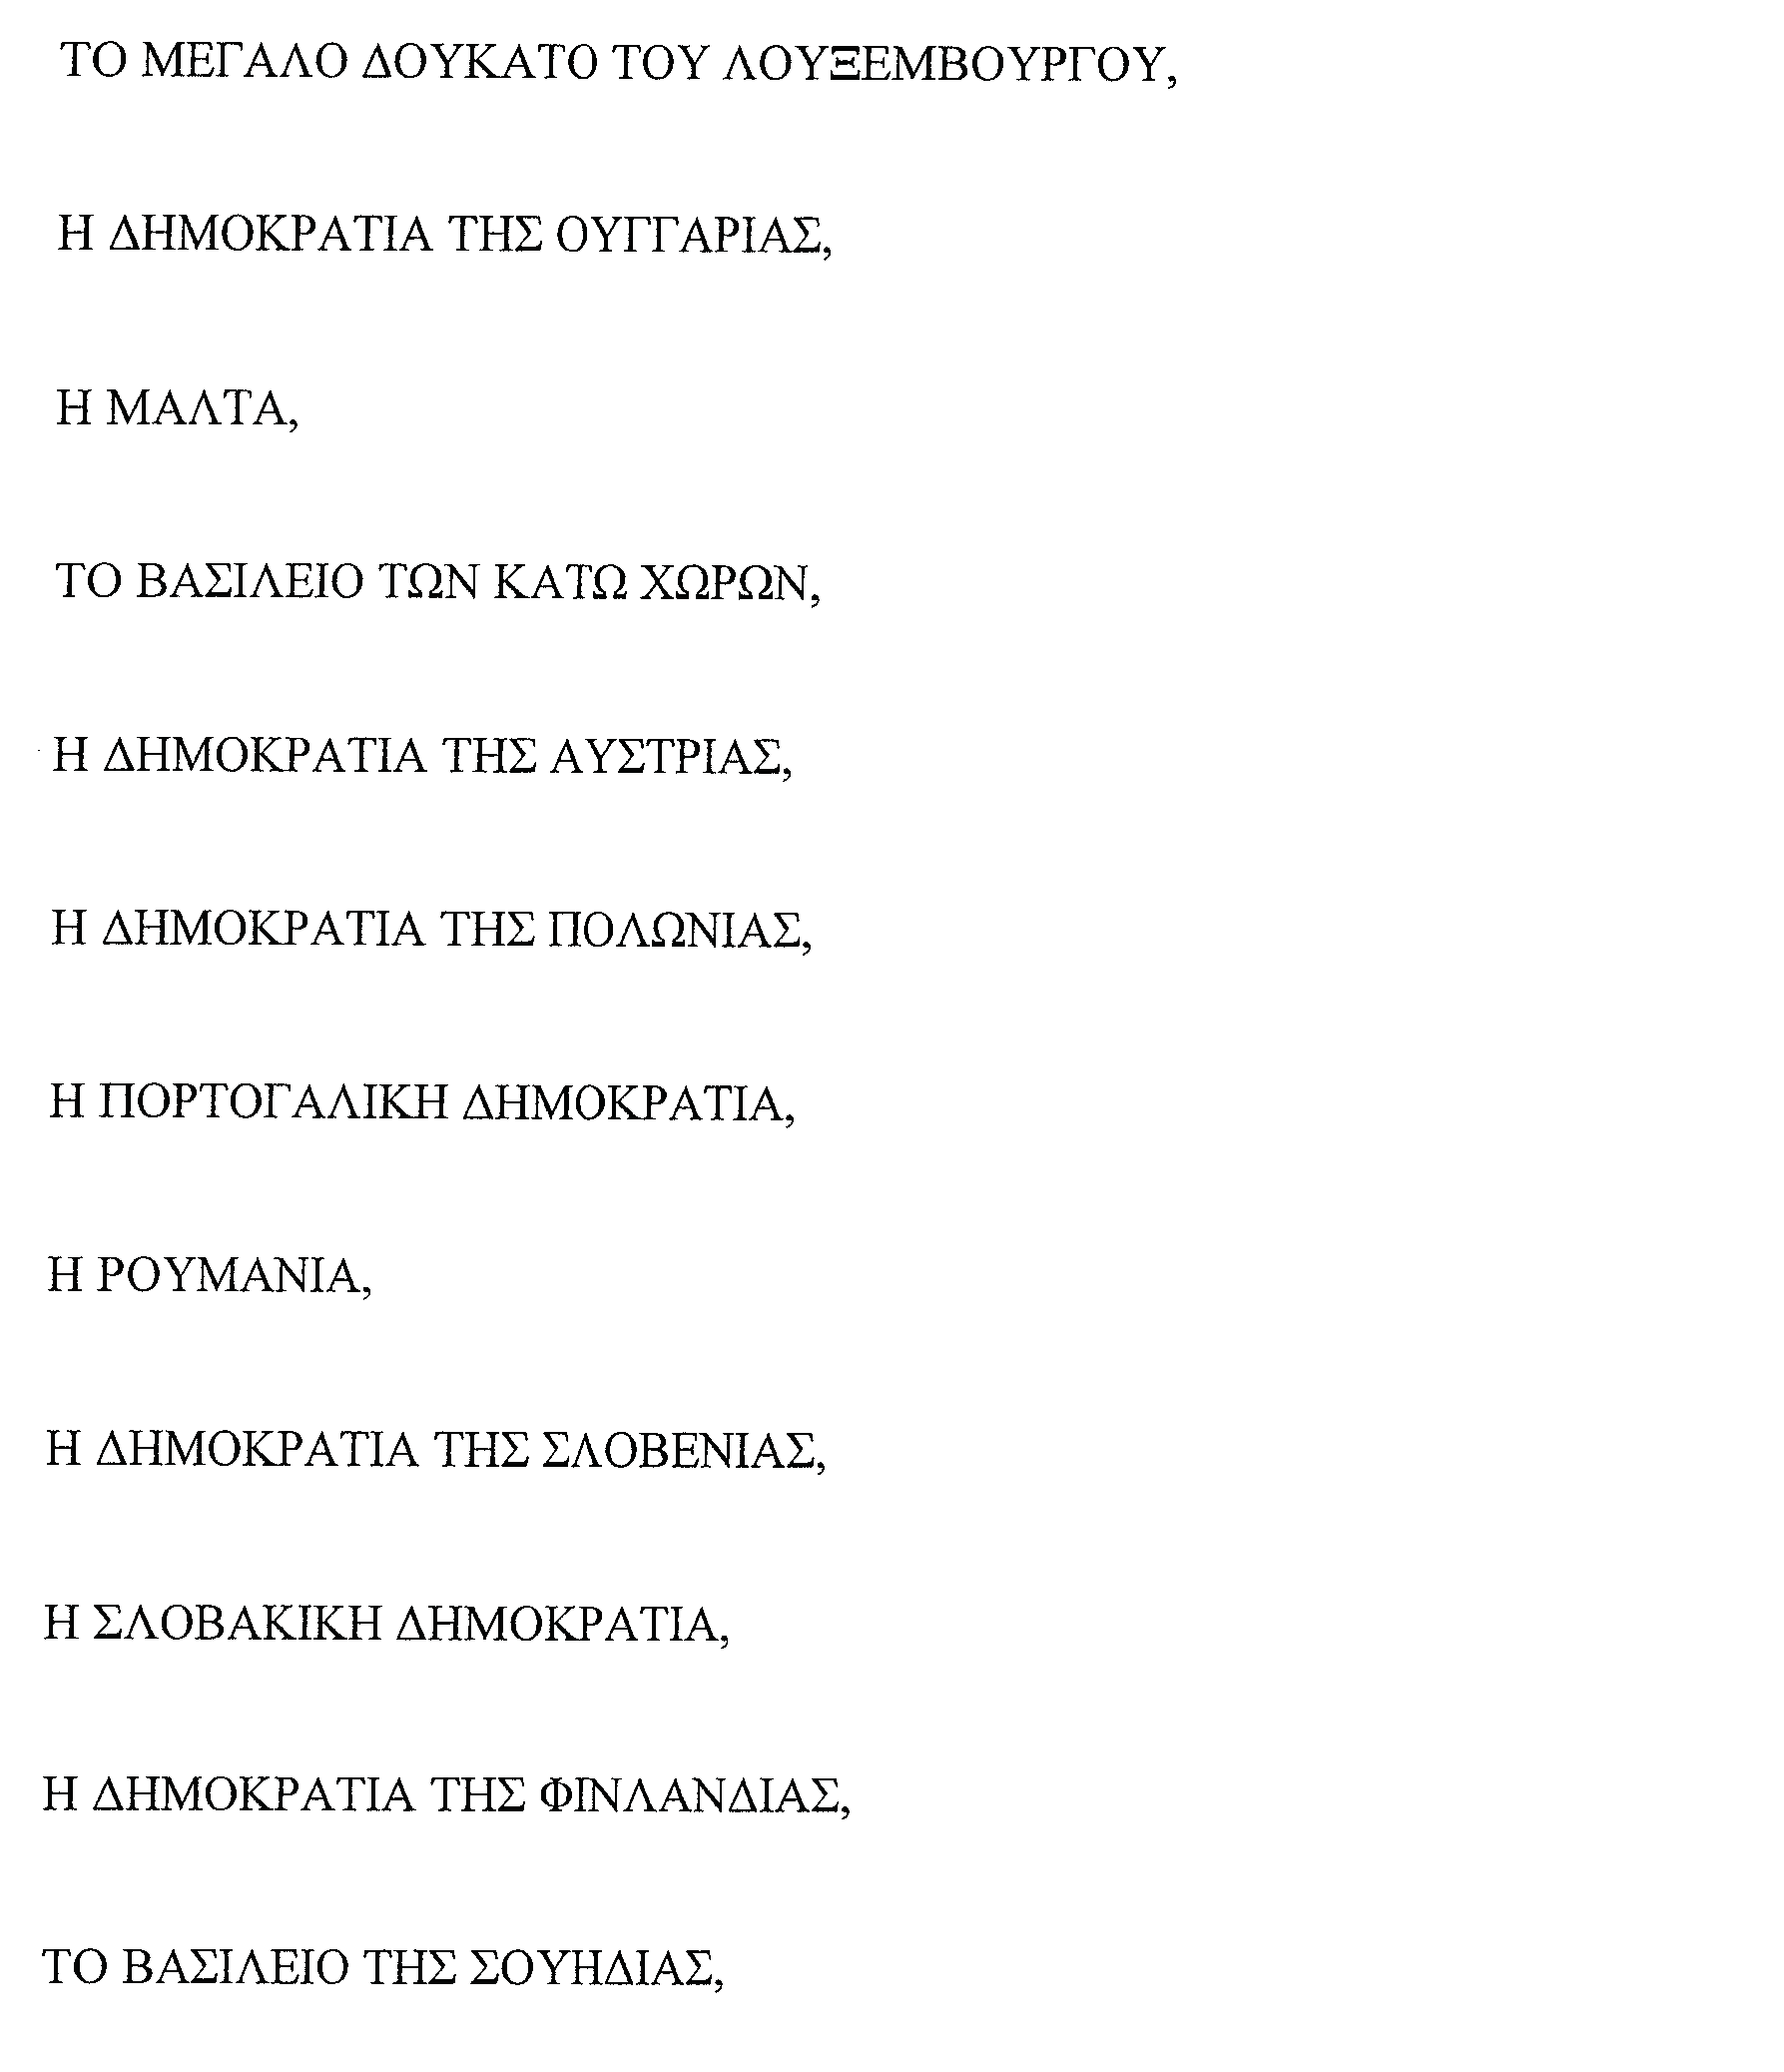 ΤΟ ΜΕΓΑΛΟ ΔΟΥΚΑΤΟ ΤΟΥ ΛΟΥΞΕΜΒΟΥΡΓΟΥ,
Η ΔΗΜΟΚΡΑΤΙΑ ΤΗΣ ΟΥΓΓΑΡΙΑΣ,
Η ΜΑΛΤΑ,
ΤΟ ΒΑΣΙΛΕΙΟ ΤΩΝ ΚΑΤΩ ΧΩΡΩΝ,
Η ΔΗΜΟΚΡΑΤΙΑ ΤΗΣ ΑΥΣΤΡΙΑΣ,
Η ΔΗΜΟΚΡΑΤΙΑ ΤΗΣ ΠΟΛΩΝΙΑΣ,
Η ΠΟΡΤΟΓΑΛΙΚΗ ΔΗΜΟΚΡΑΤΙΑ,
Η ΡΟΥΜΑΝΙΑ,
Η ΔΗΜΟΚΡΑΤΙΑ ΤΗΣ ΣΛΟΒΕΝΙΑΣ,
Η ΣΛΟΒΑΚΙΚΗ ΔΗΜΟΚΡΑΤΙΑ,
Η ΔΗΜΟΚΡΑΤΙΑ ΤΗΣ ΦΙΝΛΑΝΔΙΑΣ,
ΤΟ ΒΑΣΙΛΕΙΟ ΤΗΣ ΣΟΥΗΔΙΑΣ,